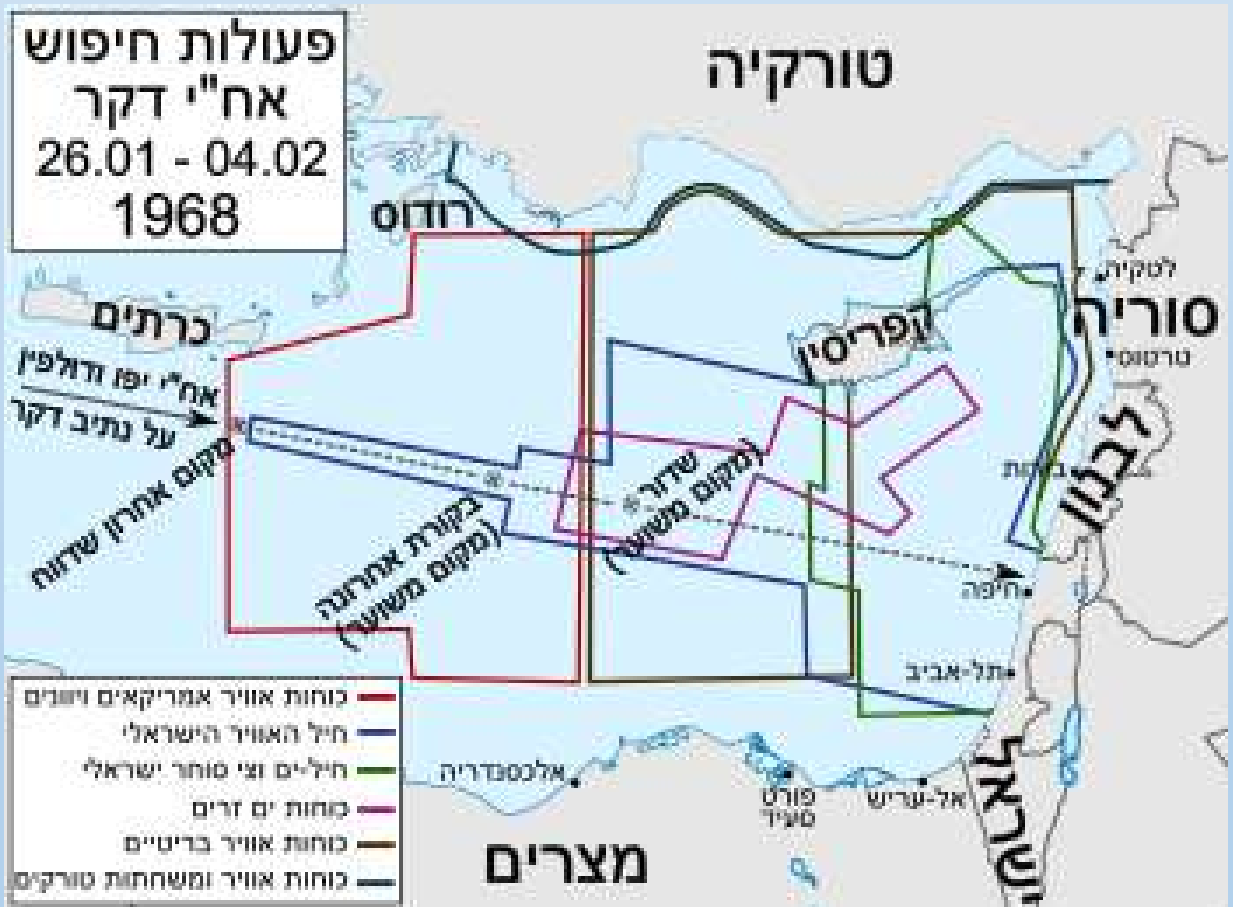 פעולות חיפוש
אח"י דקר
26.01 - 04.02
1968
טורקיה
רודוס
כרתים
קפריסין
לטקיה
סוריה
טרטוס
לבנון
ביירות
אח"י יפו ודולפין
על נתיב דקר
מקום אחרון שדווח
בקורת אחרונה
(מקום משוער)
שדור
(מקום משוער)
חיפה
תל-אביב
ישראל
אלכסנדריה
פורט
סעיד
אל-עריש
מצרים
כוחות אוויר אמריקאים ויוונים
חיל האוויר הישראלי
חיל-ים וצי סוחר ישראלי
כוחות ים זרים
כוחות אוויר בריטיים
כוחות אוויר ומשחתות טורקים